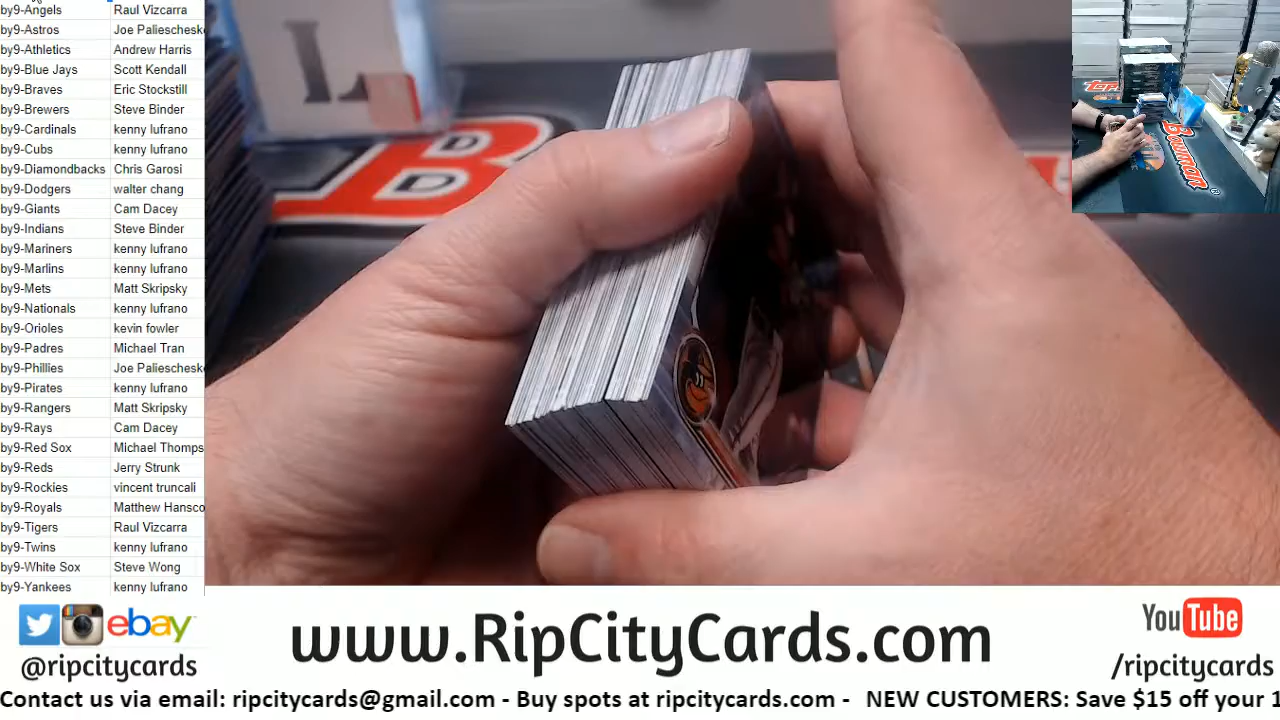 by9-Angels Raul Vizcarra
by9-Astros Joe Paliescheske
by9-Athletics Andrew Harris
by9-Blue Jays Scott Kendall
by9-Braves Eric Stockstill
by9-Brewers Steve Binder
by9-Cardinals kenny lufrano
by9-Cubs kenny lufrano
by9-Diamondbacks Chris Garosi
by9-Dodgers walter chang
by9-Giants Cam Dacey
by9-Indians Steve Binder
by9-Mariners kenny lufrano
by9-Marlins kenny lufrano
by9-Mets Matt Skripsky
by9-Nationals kenny lufrano
by9-Orioles kevin fowler
by9-Padres Michael Tran
by9-Phillies Joe Paliescheske
by9-Pirates kenny lufrano
by9-Rangers Matt Skripsky
by9-Rays Cam Dacey
by9-Red Sox Michael Thomps
by9-Reds Jerry Strunk
by9-Rockies vincent truncali
by9-Royals Matthew Hansco
by9-Tigers Raul Vizcarra
by9-Twins kenny lufrano
by9-White Sox Steve Wong
by9-Yankees kenny lufrano
Bowman
ebay
@ripcitycards
www.RipCityCards.com
YouTube
/ripcitycards
Contact us via email: ripcitycards@gmail.com - Buy spots at ripcitycards.com - NEW CUSTOMERS: Save $15 off your 1